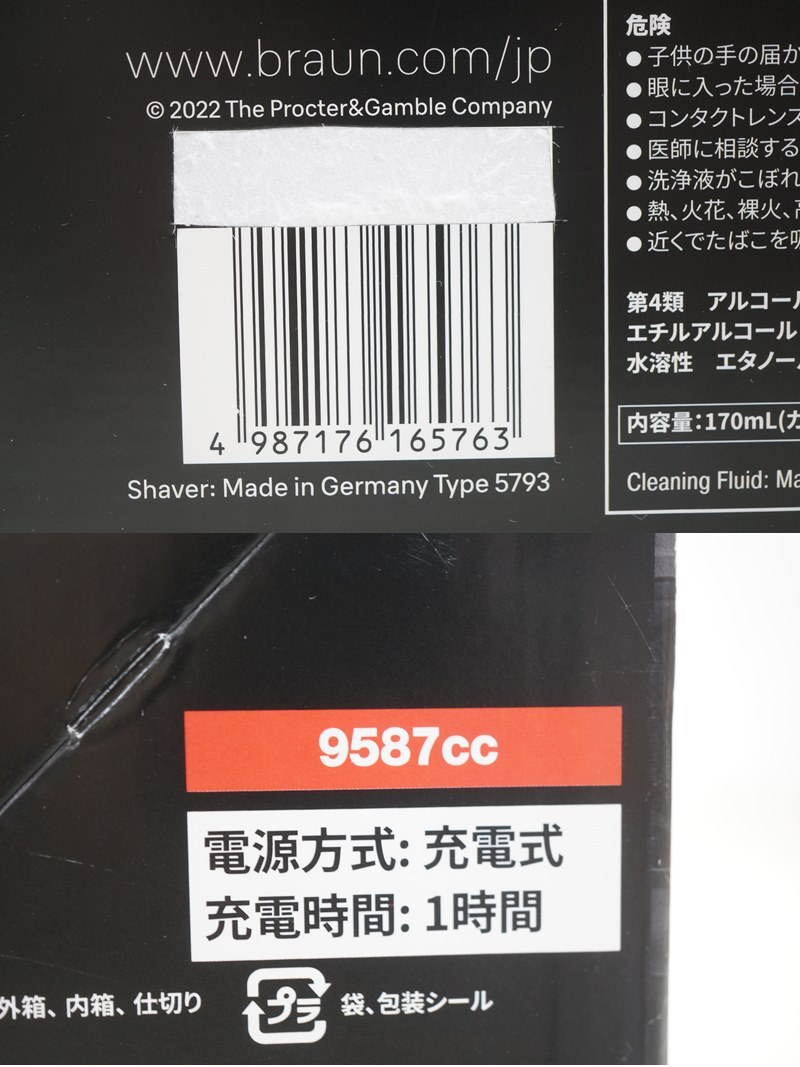 www.braun.com/jp
© 2022 The Procter&Gamble Company
4 987176 165763
Shaver: Made in Germany Type 5793
危険
● 子供の手の届か
● 眼に入った場合
● コンタクトレンズ
● 医師に相談する
● 洗浄液がこぼれ
● 熱、火花、裸火、高
● 近くでたばこを吸
第4類 アルコール
エチルアルコール
水溶性 エタノール
内容量:170mL(カ
Cleaning Fluid: Ma
9587cc
電源方式: 充電式
充電時間: 1時間
外箱、内箱、仕切り
プラ
袋、包装シール